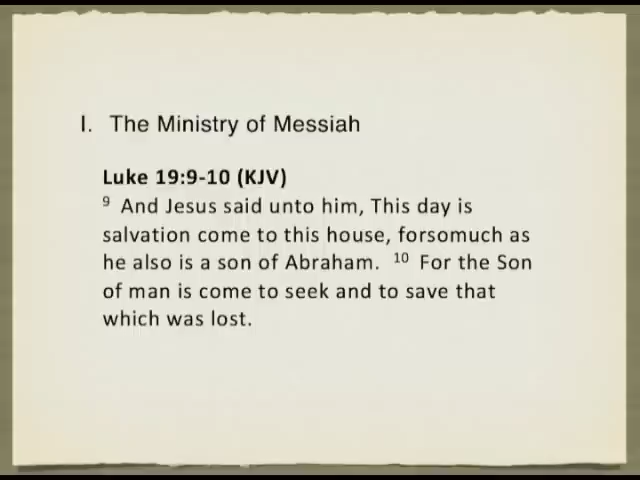 I. The Ministry of Messiah
Luke 19:9-10 (KJV)
9 And Jesus said unto him, This day is
salvation come to this house, forsomuch as
he also is a son of Abraham. 10 For the Son
of man is come to seek and to save that
which was lost.